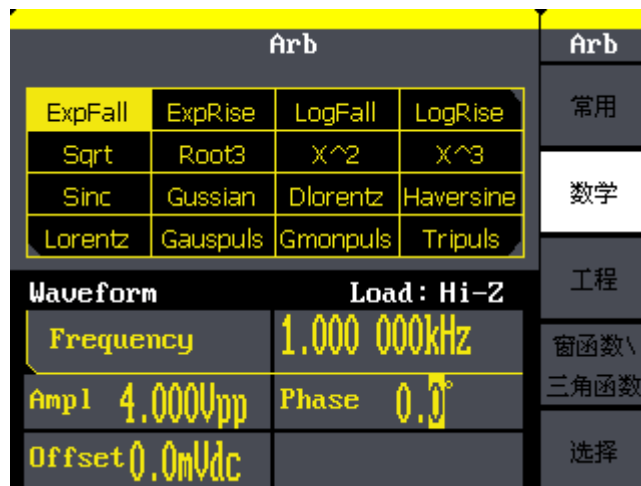 Arb Arb
ExpFall ExpRise LogFall LogRise 常用
Sqrt Root3 X^2 X^3
Sinc Gussian Dlorentz Haversine 数学
Lorentz Gauspuls Gmonpuls Tripuls
Waveform Load: Hi-Z 工程
Frequency 1.000 000kHz 窗函数\
三角函数
Ampl 4.000Vpp Phase 0.0°
Offset 0.0mVdc 选择